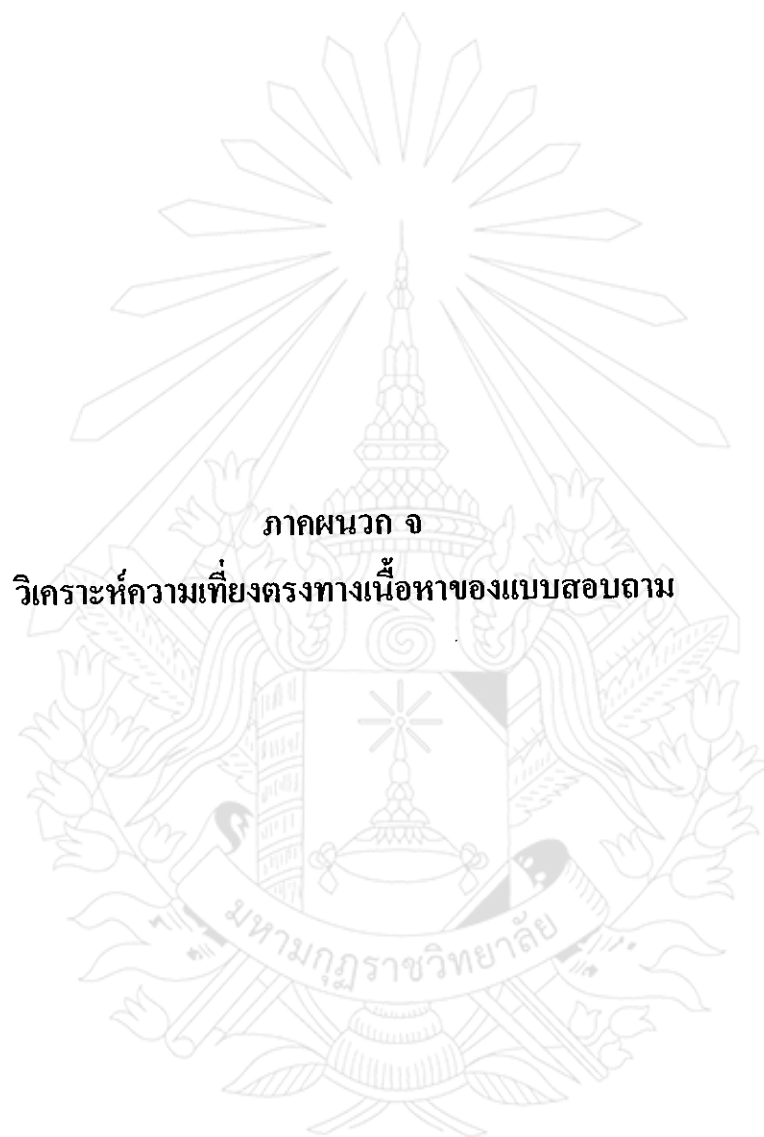 ภาคผนวก จ
วิเคราะห์ความเที่ยงตรงทางเนื้อหาของแบบสอบถาม
มหามกุฏราชวิทยาลัย